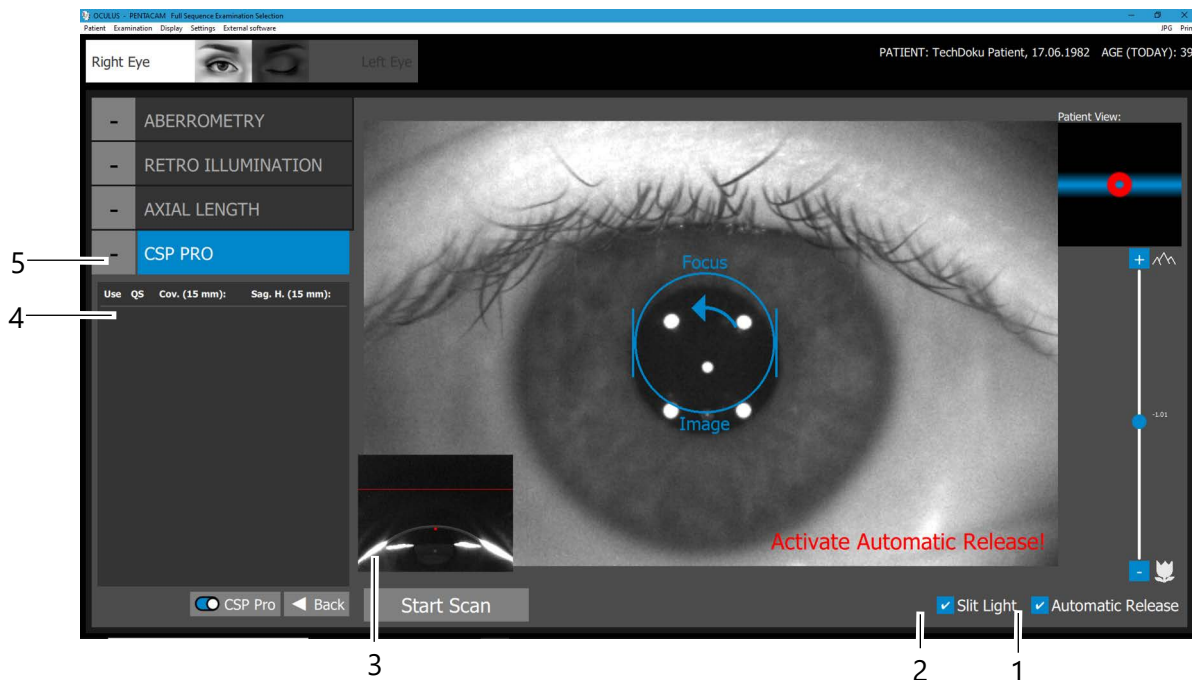 OCULUS - PENTACAM Full Sequence Examination Selection
Patient Examination Display Settings External software JPG Print
Right Eye Left Eye PATIENT: TechDoku Patient, 17.06.1982 AGE (TODAY): 39
- ABERROMETRY
Patient View:
- RETRO ILLUMINATION
- AXIAL LENGTH
- CSP PRO
5
Focus
+
Use QS Cov. (15 mm): Sag. H. (15 mm):
4
-1.01
Image
Activate Automatic Release!
-
CSP Pro Back
Start Scan
Slit Light Automatic Release
3
2
1